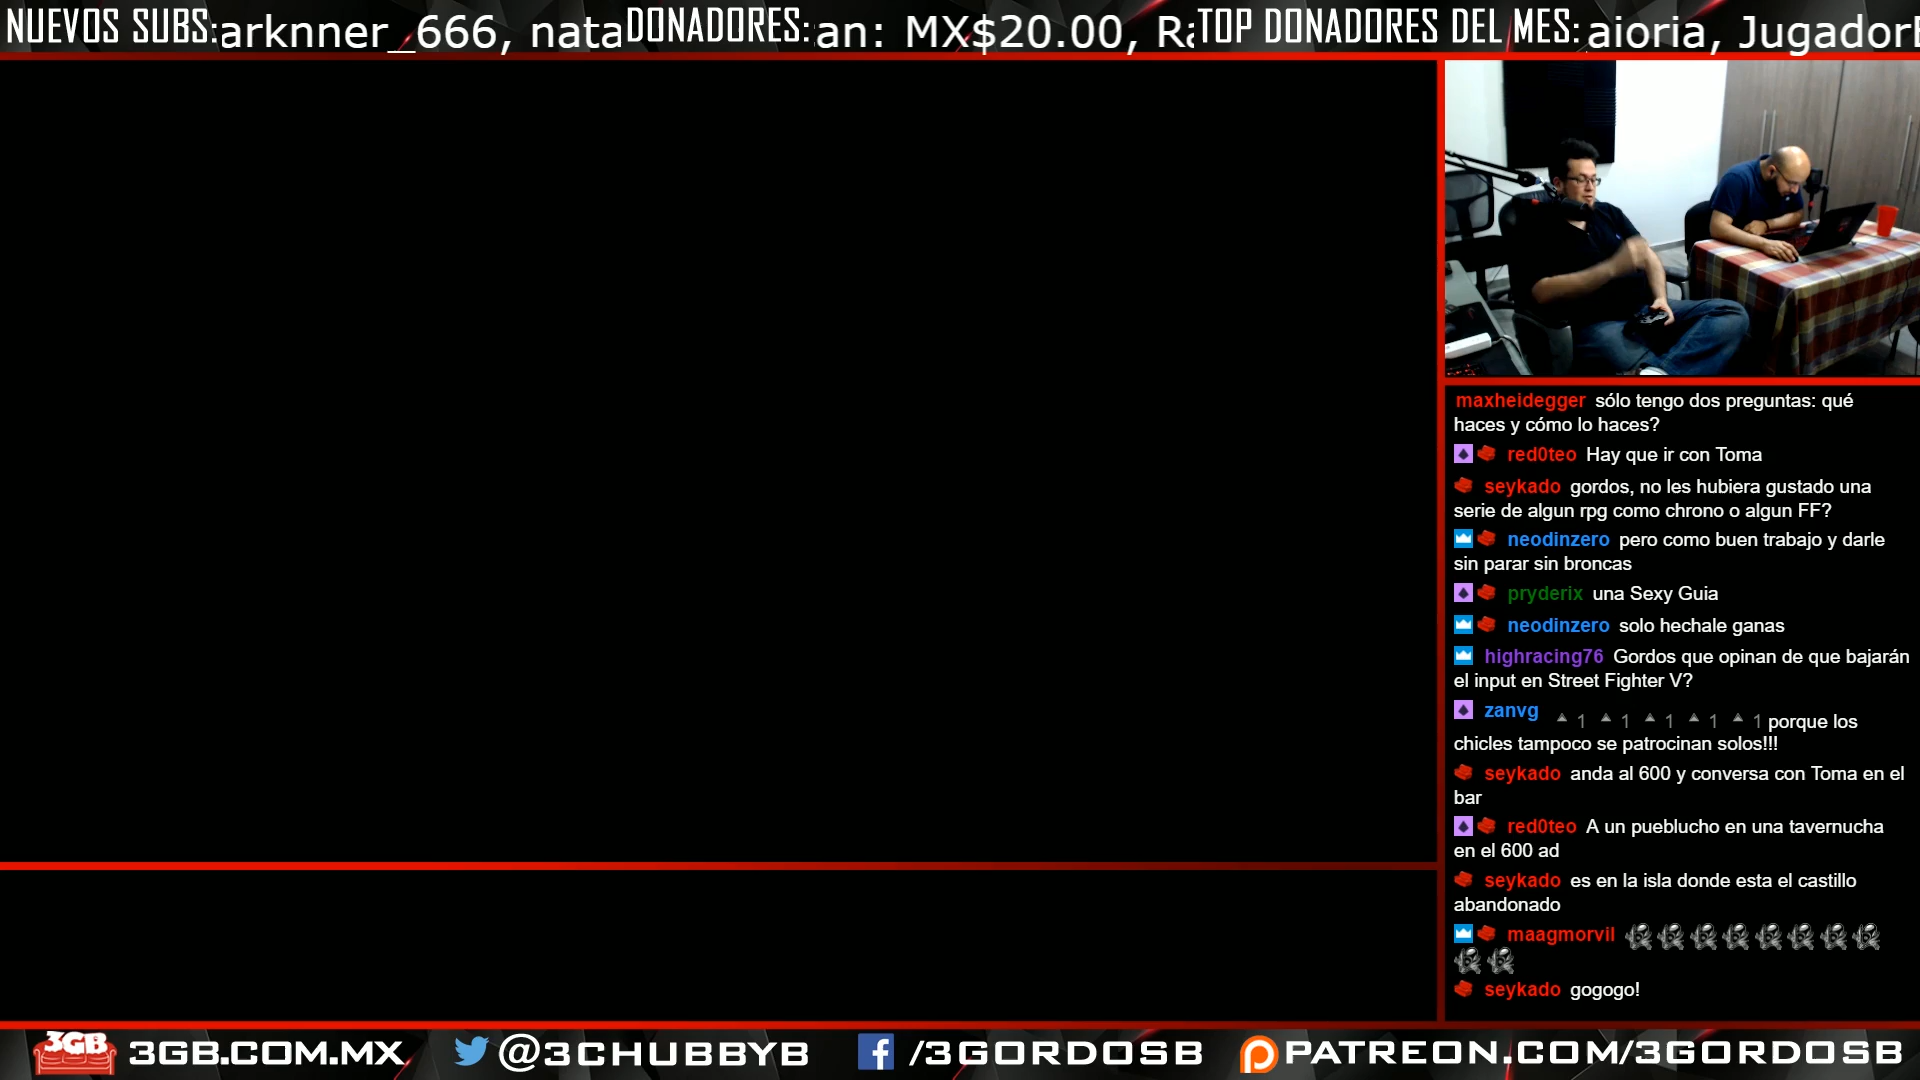 NUEVOS SUBS: arknner_666, nata DONADORES: an: MX$20.00, Ra TOP DONADORES DEL MES: aioria, Jugador
maxheidegger sólo tengo dos preguntas: qué
haces y cómo lo haces?
red0teo Hay que ir con Toma
seykado gordos, no les hubiera gustado una
serie de algun rpg como chrono o algun FF?
neodinzero pero como buen trabajo y darle
sin parar sin broncas
pryderix una Sexy Guia
neodinzero solo hechale ganas
highracing76 Gordos que opinan de que bajarán
el input en Street Fighter V?
zanvg 1 1 1 1 1 porque los
chicles tampoco se patrocinan solos!!!
seykado anda al 600 y conversa con Toma en el
bar
red0teo A un pueblucho en una tavernucha
en el 600 ad
seykado es en la isla donde esta el castillo
abandonado
maagmorvil
seykado gogogo!
3GB 3GB.COM.MX @3CHUBBYB /3GORDOSB PATREON.COM/3GORDOSB